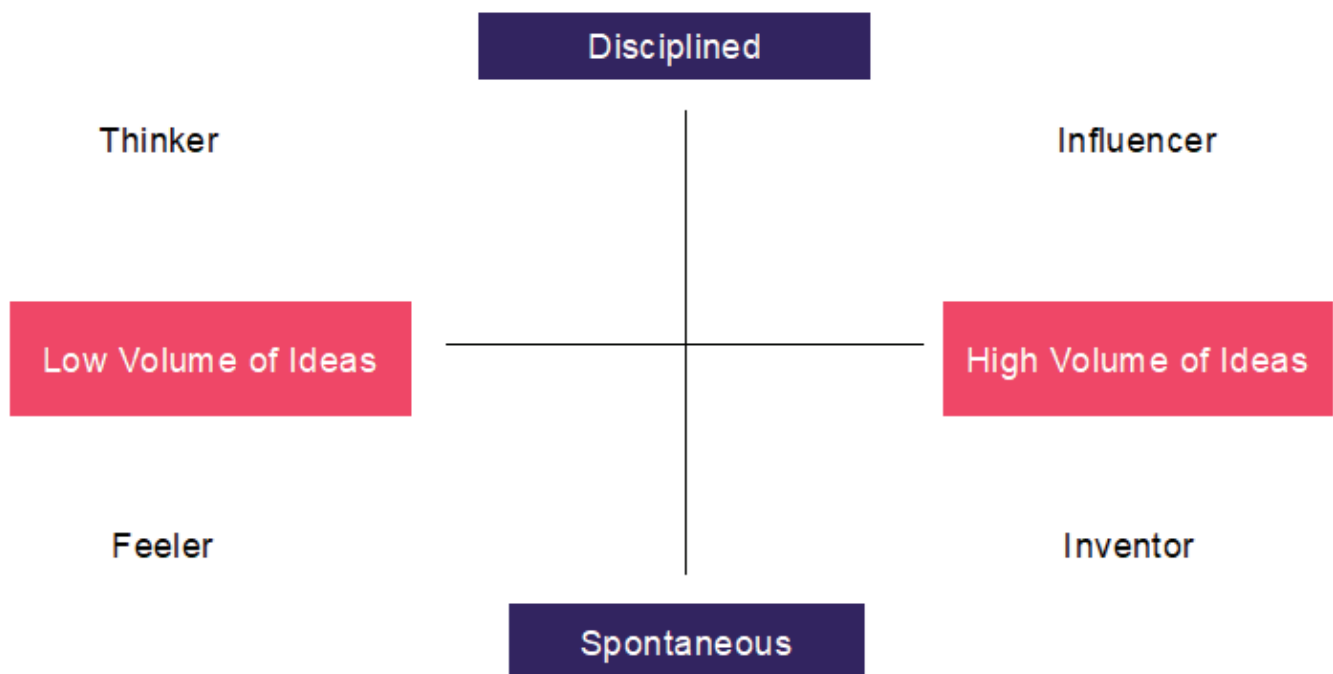 Disciplined
Thinker
Influencer
Low Volume of Ideas
High Volume of Ideas
Feeler
Inventor
Spontaneous